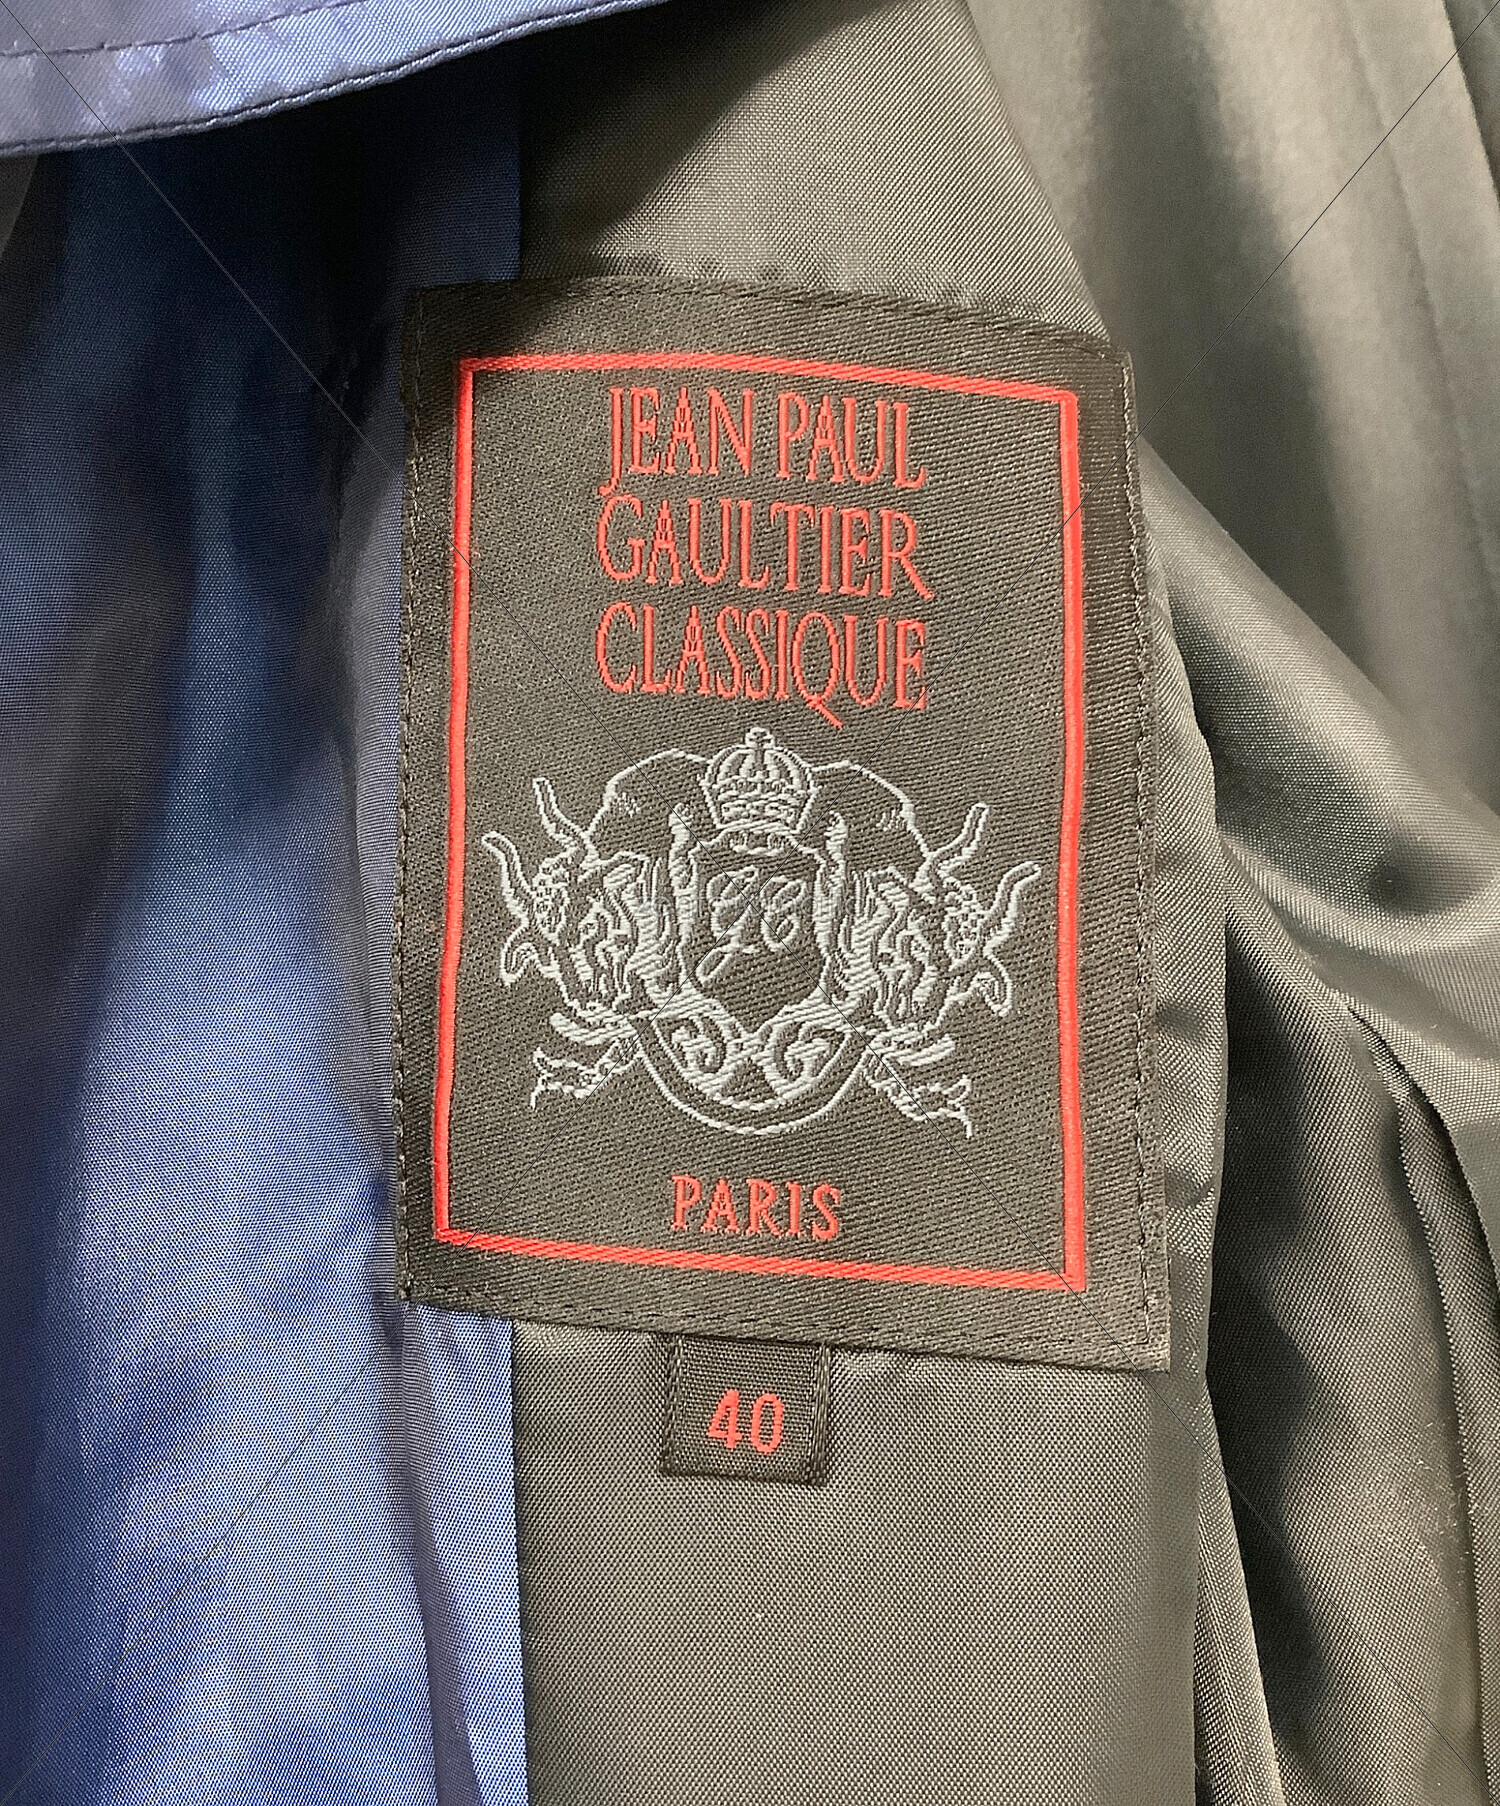 JEAN PAUL
GAULTIER
CLASSIQUE
PARIS
40